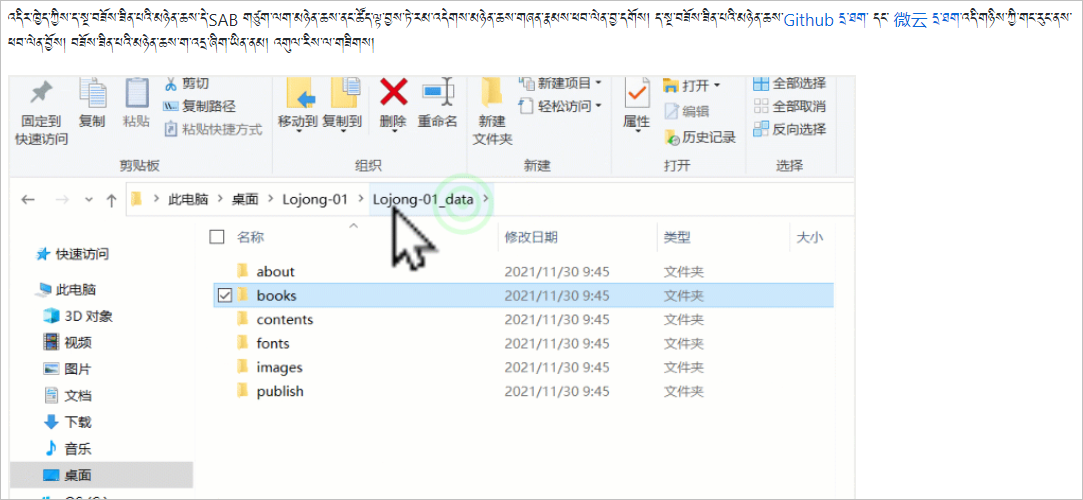 འདིར་ཁྱེད་ཀྱིས་ད་སྔ་བཟོས་ཟིན་པའི་མཉེན་ཆས་དེ་SAB གཙུག་ལག་མཉེན་ཆས་ནང་ཚོད་ལྟ་བྱས་ཏེ་རམ་འདེགས་མཉེན་ཆས་གཞན་རྣམས་ཕབ་ལེན་བྱ་དགོས། ད་སྔ་བཟོས་ཟིན་པའི་མཉེན་ཆས་Github དྲ་ཐག་ དང་ 微云 དྲ་ཐག་འདི་གཉིས་ཀྱི་གང་རུང་ནས་
ཕབ་ལེན་བྱོས། བཟོས་ཟིན་པའི་མཉེན་ཆས་ག་འདྲ་ཞིག་ཡིན་ནམ། འགུལ་རིས་ལ་གཟིགས།
固定到
快速访问
复制
粘贴
剪切
复制路径
粘贴快捷方式
剪贴板
移动到 复制到
删除 重命名
组织
新建
文件夹
新建项目
轻松访问
新建
属性
打开
编辑
历史记录
打开
全部选择
全部取消
反向选择
选择
此电脑 桌面 Lojong-01 Lojong-01_data
名称 修改日期 类型 大小
快速访问
此电脑
3D 对象
视频
图片
文档
下载
音乐
桌面
about 2021/11/30 9:45 文件夹
books 2021/11/30 9:45 文件夹
contents 2021/11/30 9:45 文件夹
fonts 2021/11/30 9:45 文件夹
images 2021/11/30 9:45 文件夹
publish 2021/11/30 9:45 文件夹